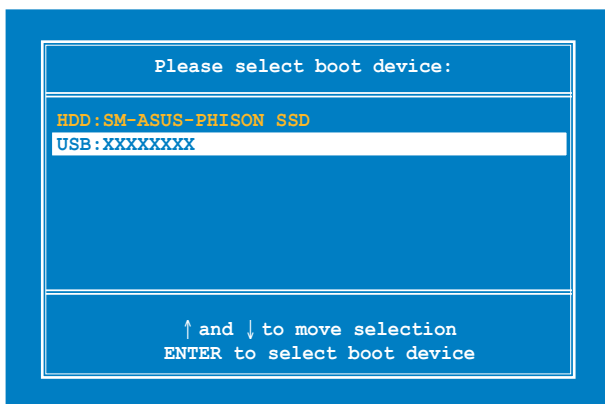 Please select boot device:
HDD:SM-ASUS-PHISON SSD
USB:XXXXXXXX
↑ and ↓ to move selection
ENTER to select boot device